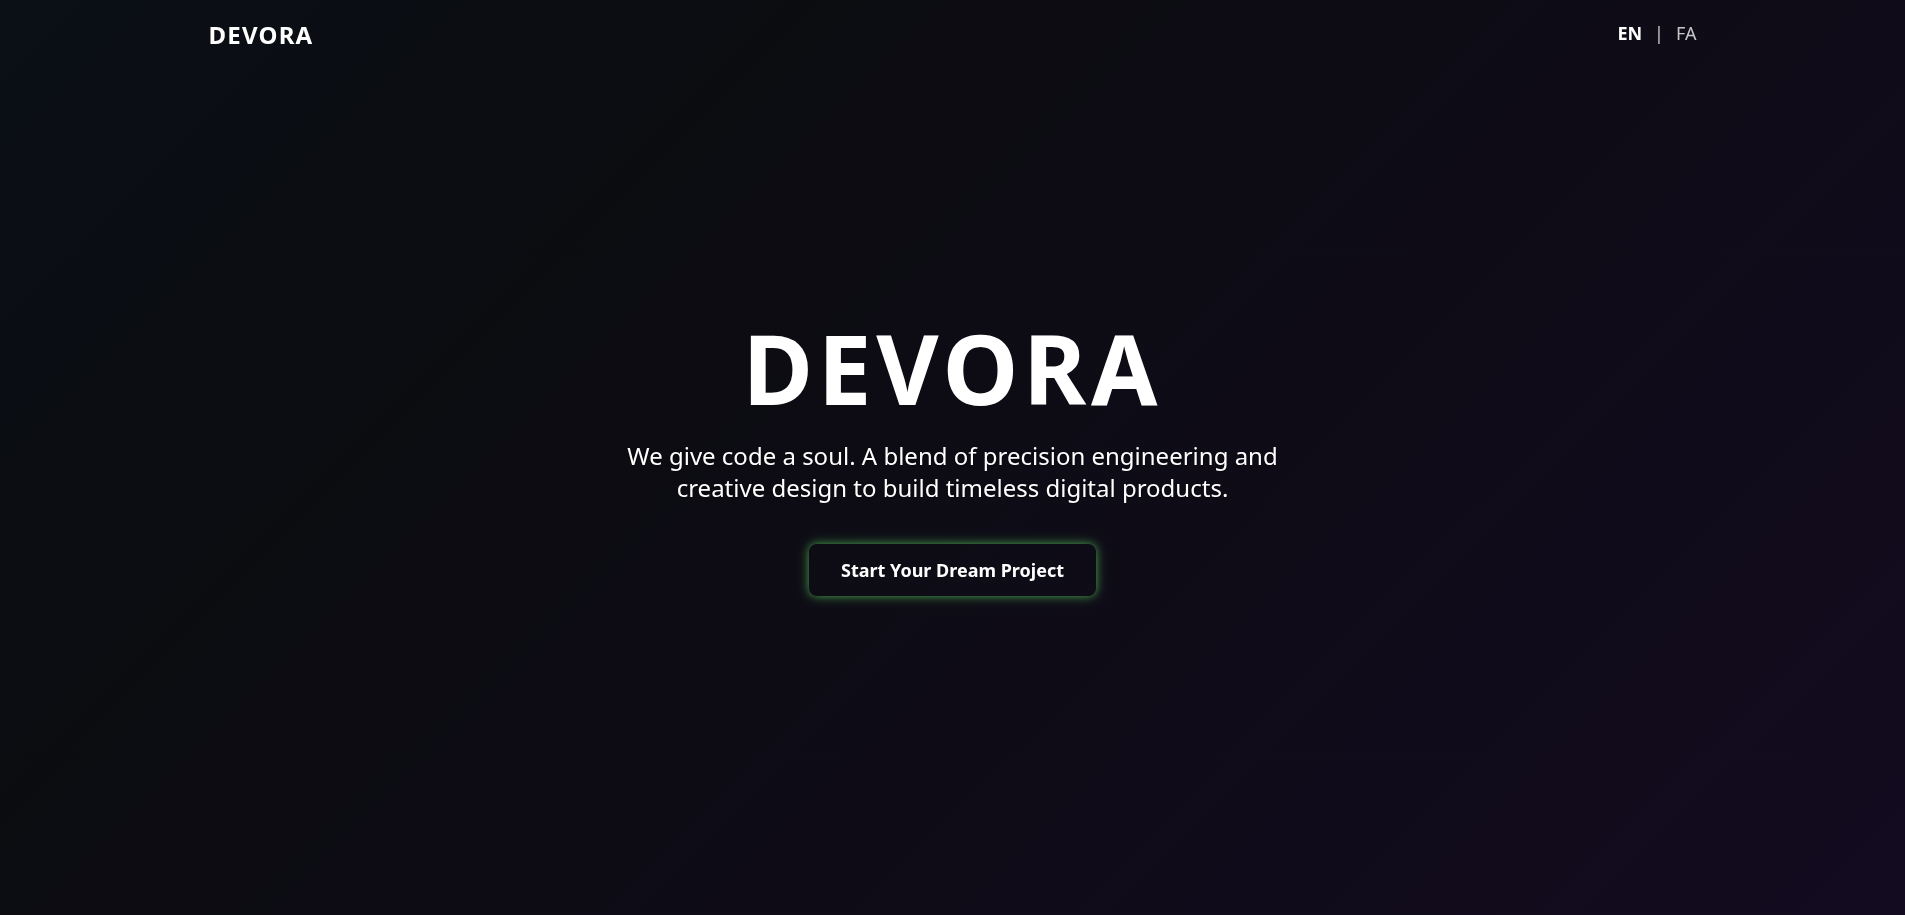 DEVORA
EN | FA
DEVORA
We give code a soul. A blend of precision engineering and
creative design to build timeless digital products.
Start Your Dream Project